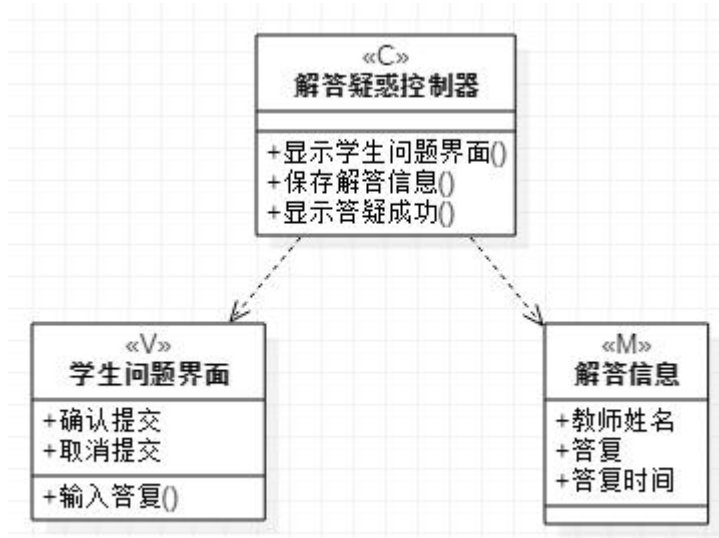 «C»
解答疑惑控制器
+显示学生问题界面()
+保存解答信息()
+显示答疑成功()
«V»
学生问题界面
+确认提交
+取消提交
+输入答复()
«M»
解答信息
+教师姓名
+答复
+答复时间